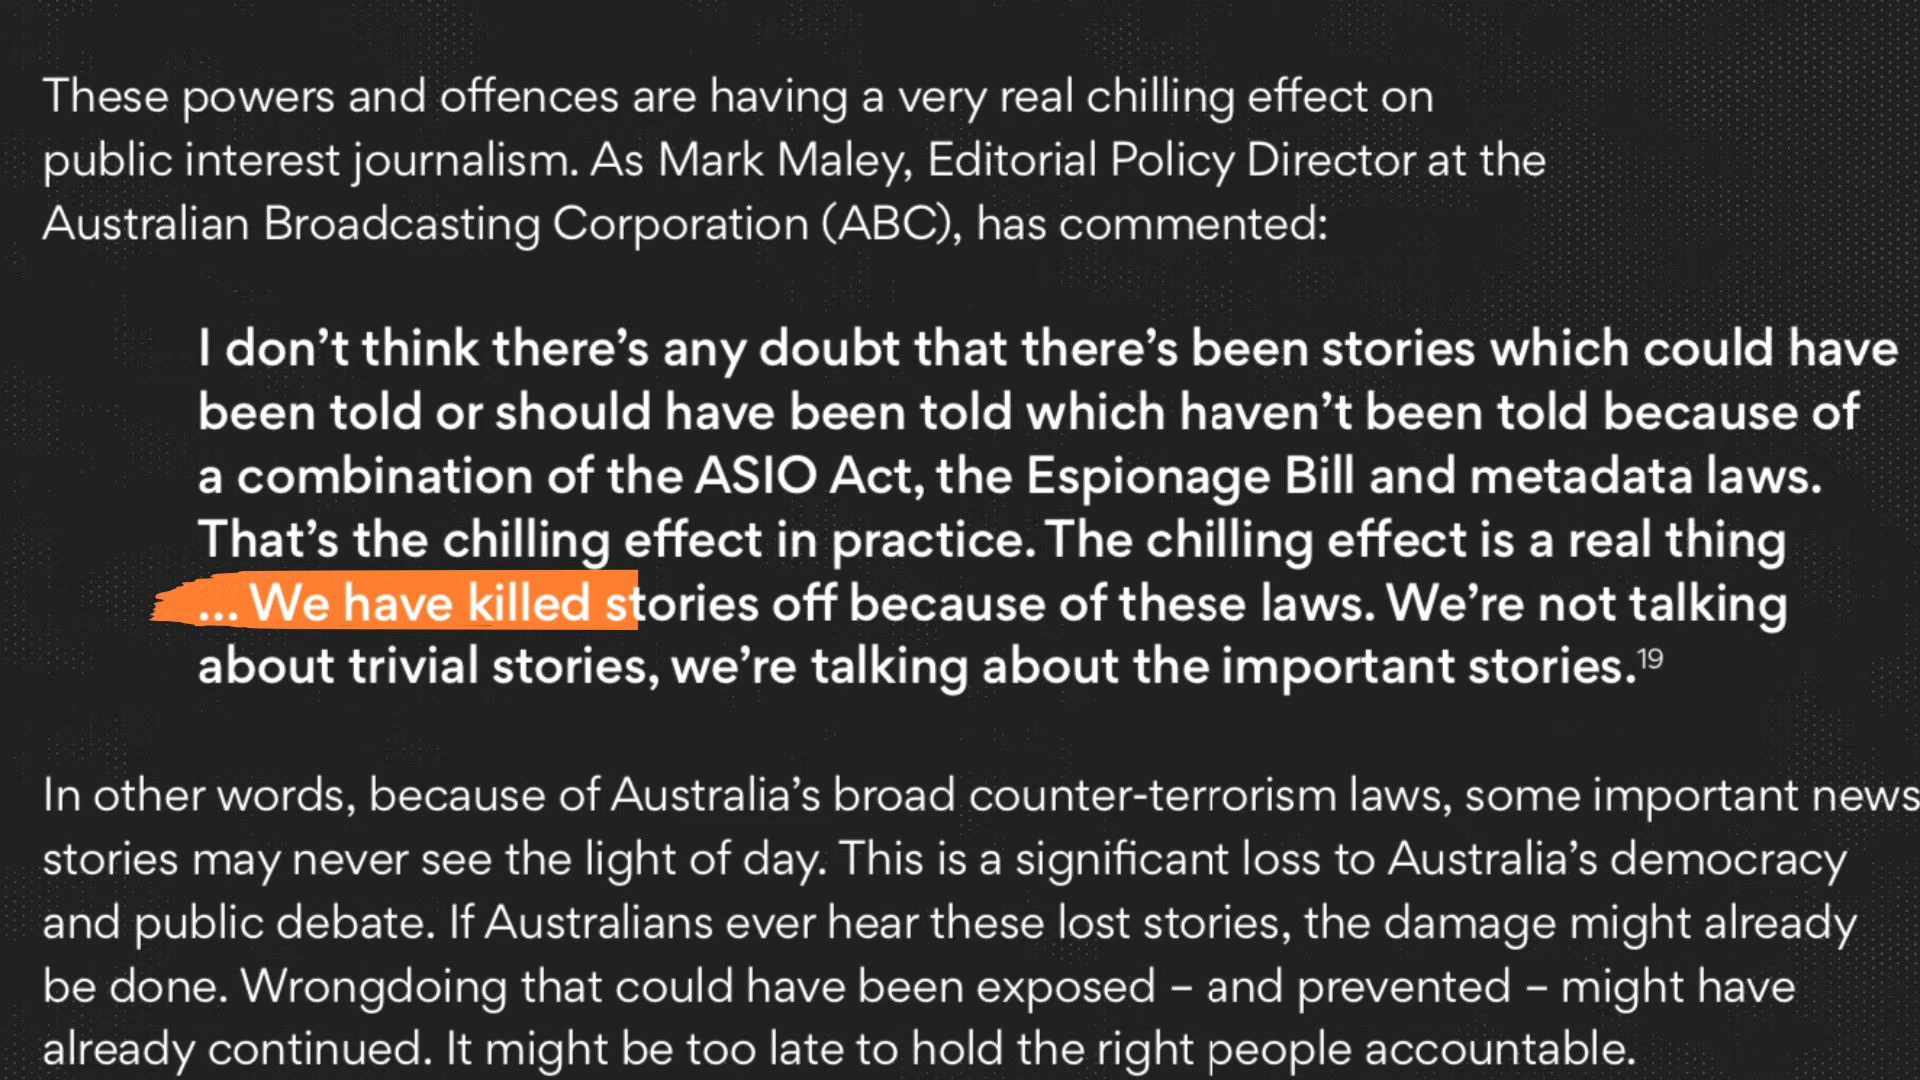 These powers and offences are having a very real chilling effect on
public interest journalism. As Mark Maley, Editorial Policy Director at the
Australian Broadcasting Corporation (ABC), has commented:
I don’t think there’s any doubt that there’s been stories which could have
been told or should have been told which haven’t been told because of
a combination of the ASIO Act, the Espionage Bill and metadata laws.
That’s the chilling effect in practice. The chilling effect is a real thing
... We have killed stories off because of these laws. We’re not talking
about trivial stories, we’re talking about the important stories.19
In other words, because of Australia’s broad counter-terrorism laws, some important news
stories may never see the light of day. This is a significant loss to Australia’s democracy
and public debate. If Australians ever hear these lost stories, the damage might already
be done. Wrongdoing that could have been exposed – and prevented – might have
already continued. It might be too late to hold the right people accountable.